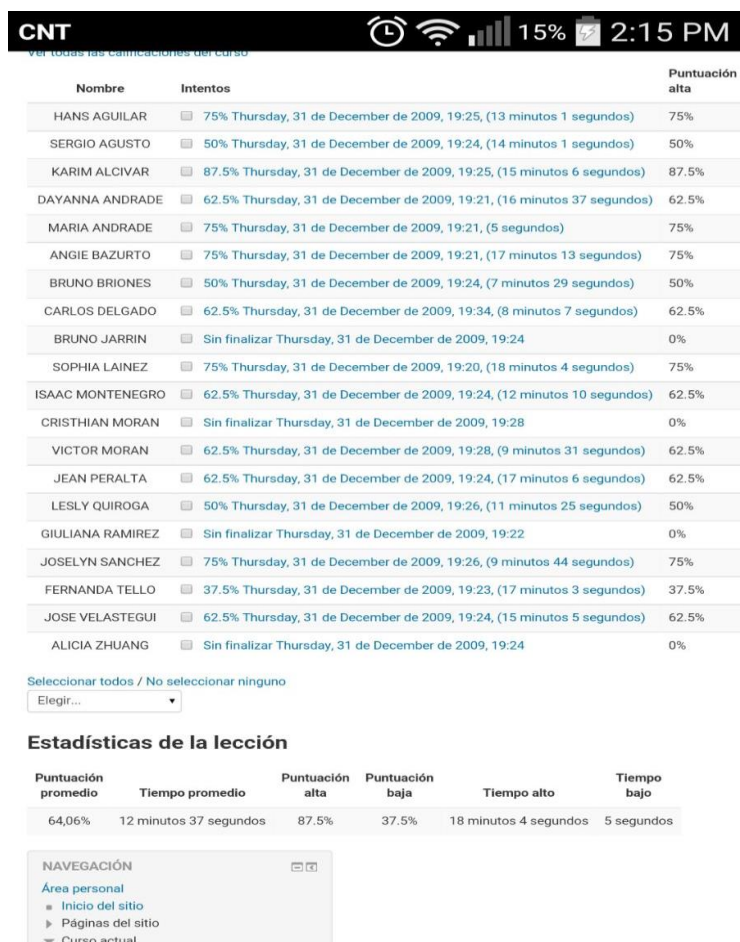 CNT 15% 2:15 PM
Ver todas las calificaciones del curso
Nombre Intentos Puntuación alta
HANS AGUILAR 75% Thursday, 31 de December de 2009, 19:25, (13 minutos 1 segundos) 75%
SERGIO AGUSTO 50% Thursday, 31 de December de 2009, 19:24, (14 minutos 1 segundos) 50%
KARIM ALCIVAR 87.5% Thursday, 31 de December de 2009, 19:25, (15 minutos 6 segundos) 87.5%
DAYANNA ANDRADE 62.5% Thursday, 31 de December de 2009, 19:21, (16 minutos 37 segundos) 62.5%
MARIA ANDRADE 75% Thursday, 31 de December de 2009, 19:21, (5 segundos) 75%
ANGIE BAZURTO 75% Thursday, 31 de December de 2009, 19:21, (17 minutos 13 segundos) 75%
BRUNO BRIONES 50% Thursday, 31 de December de 2009, 19:24, (7 minutos 29 segundos) 50%
CARLOS DELGADO 62.5% Thursday, 31 de December de 2009, 19:34, (8 minutos 7 segundos) 62.5%
BRUNO JARRIN Sin finalizar Thursday, 31 de December de 2009, 19:24 0%
SOPHIA LAINEZ 75% Thursday, 31 de December de 2009, 19:20, (18 minutos 4 segundos) 75%
ISAAC MONTENEGRO 62.5% Thursday, 31 de December de 2009, 19:24, (12 minutos 10 segundos) 62.5%
CRISTHIAN MORAN Sin finalizar Thursday, 31 de December de 2009, 19:28 0%
VICTOR MORAN 62.5% Thursday, 31 de December de 2009, 19:28, (9 minutos 31 segundos) 62.5%
JEAN PERALTA 62.5% Thursday, 31 de December de 2009, 19:24, (17 minutos 6 segundos) 62.5%
LESLY QUIROGA 50% Thursday, 31 de December de 2009, 19:26, (11 minutos 25 segundos) 50%
GIULIANA RAMIREZ Sin finalizar Thursday, 31 de December de 2009, 19:22 0%
JOSELYN SANCHEZ 75% Thursday, 31 de December de 2009, 19:26, (9 minutos 44 segundos) 75%
FERNANDA TELLO 37.5% Thursday, 31 de December de 2009, 19:23, (17 minutos 3 segundos) 37.5%
JOSE VELASTEGUI 62.5% Thursday, 31 de December de 2009, 19:24, (15 minutos 5 segundos) 62.5%
ALICIA ZHUANG Sin finalizar Thursday, 31 de December de 2009, 19:24 0%
Seleccionar todos / No seleccionar ninguno
Elegir...
Estadísticas de la lección
Puntuación promedio Tiempo promedio Puntuación alta Puntuación baja Tiempo alto Tiempo bajo
64,06% 12 minutos 37 segundos 87.5% 37.5% 18 minutos 4 segundos 5 segundos
NAVEGACIÓN
Área personal
Inicio del sitio
Páginas del sitio
Curso actual